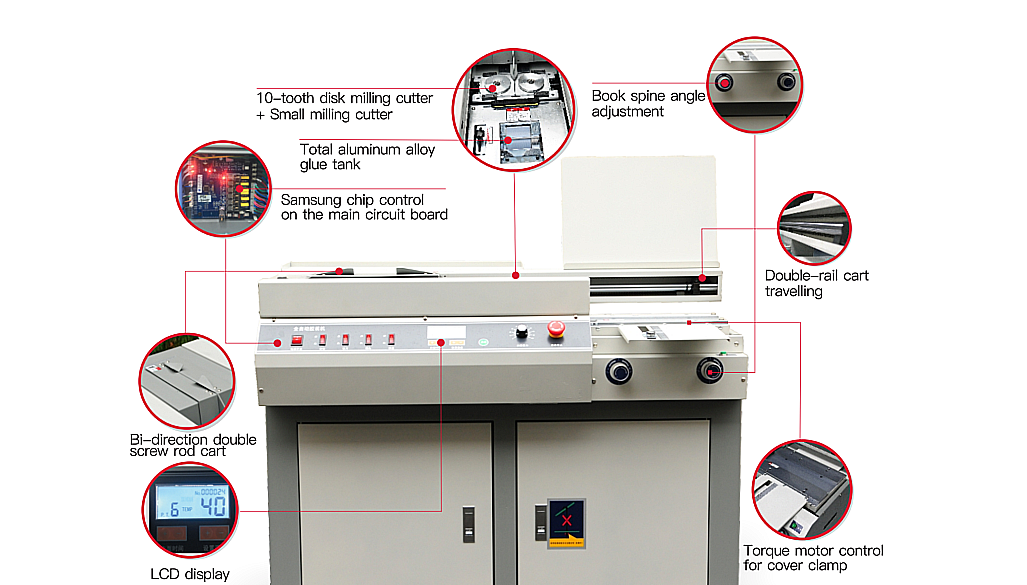 10-tooth disk milling cutter
+ Small milling cutter
Total aluminum alloy
glue tank
Samsung chip control
on the main circuit board
Book spine angle
adjustment
Double-rail cart
travelling
Bi-direction double
screw rod cart
No.000024
6 TEMP 40
LCD display
Torque motor control
for cover clamp